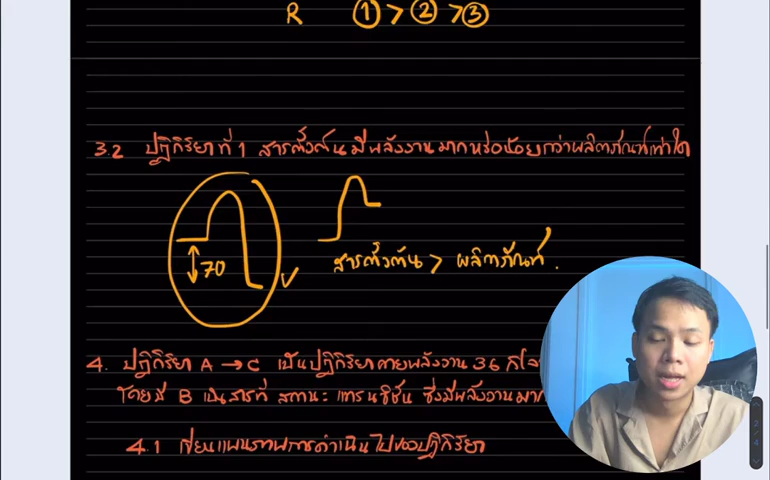 R ① > ② > ③
3.2 ปฏิกิริยาที่ 1 สารตั้งต้นมีพลังงานมากหรือน้อยกว่าผลิตภัณฑ์เท่าใด
70
สารตั้งต้น > ผลิตภัณฑ์.
4. ปฏิกิริยา A → C เป็นปฏิกิริยาคายพลังงาน 36 กิโล
โดยมี B เป็นสารที่ สถานะ แทรนซิชัน ซึ่งมีพลังงานมาก
4.1 เขียนแผนภาพการดำเนินไปของปฏิกิริยา